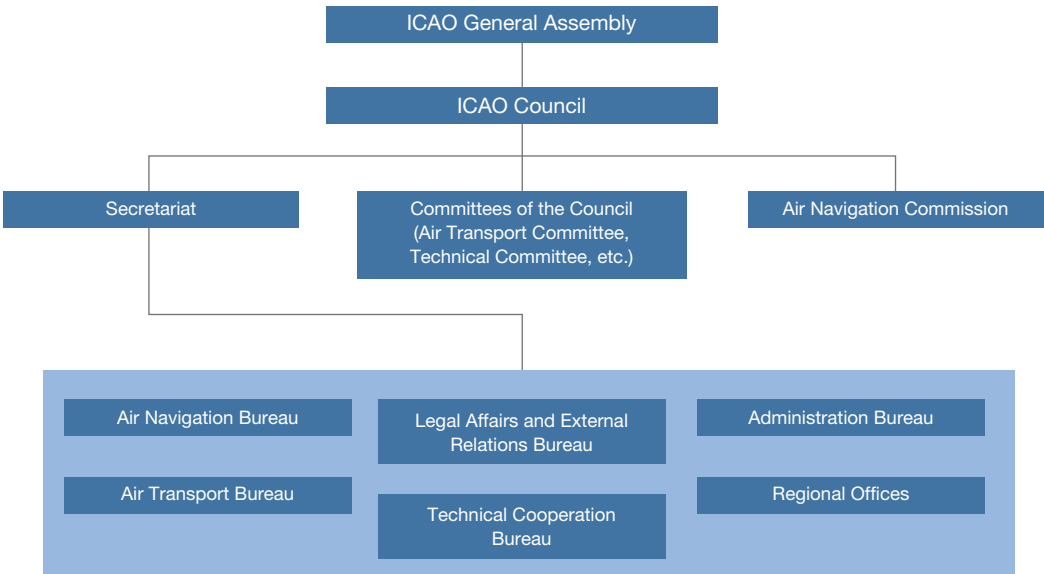 ICAO General Assembly
ICAO Council
Secretariat
Committees of the Council
(Air Transport Committee,
Technical Committee, etc.)
Air Navigation Commission
Air Navigation Bureau
Legal Affairs and External
Relations Bureau
Administration Bureau
Air Transport Bureau
Technical Cooperation
Bureau
Regional Offices